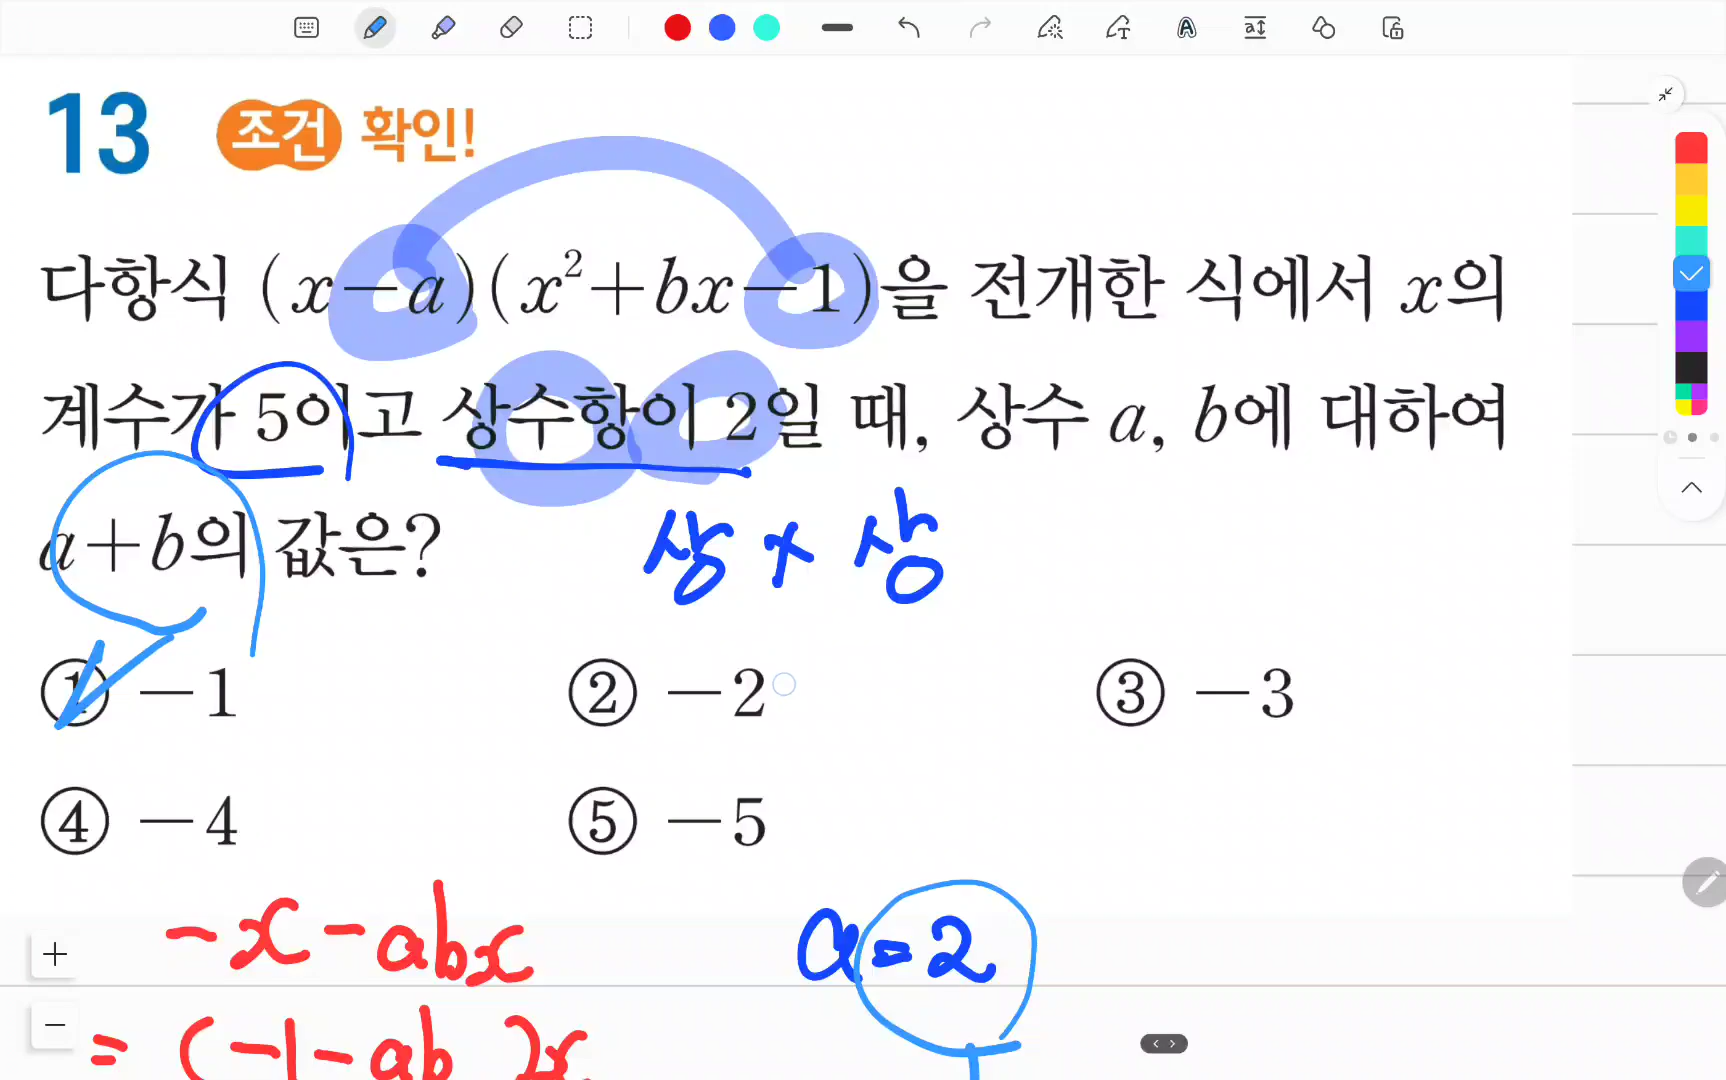 13 조건 확인!
다항식 (x-a)(x²+bx-1)을 전개한 식에서 x의
계수가 5이고 상수항이 2일 때, 상수 a, b에 대하여
a+b의 값은?
상 × 상
① -1 ② -2 ③ -3
④ -4 ⑤ -5
-x-abx a=2
= (-1-ab)x